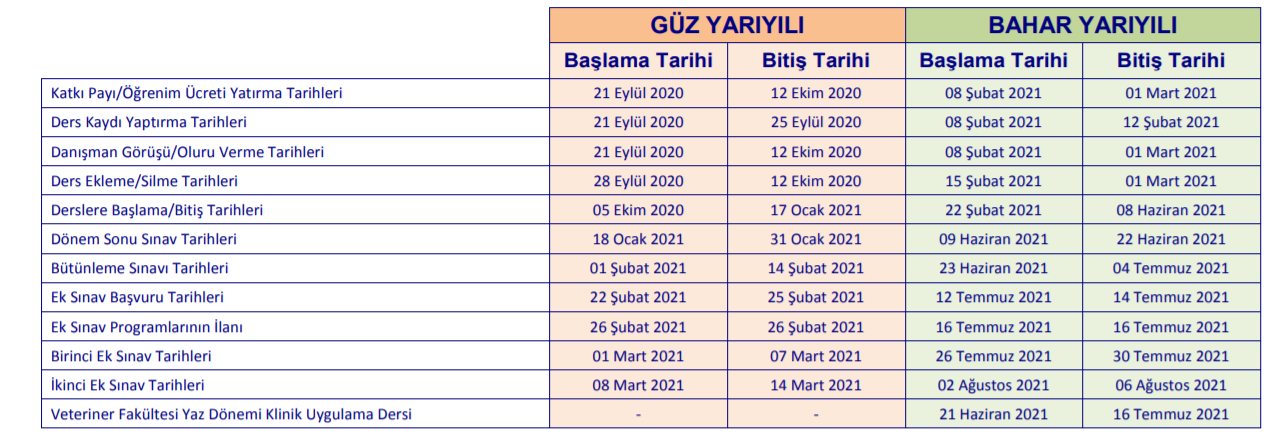 GÜZ YARIYILI BAHAR YARIYILI
Başlama Tarihi Bitiş Tarihi Başlama Tarihi Bitiş Tarihi
Katkı Payı/Öğrenim Ücreti Yatırma Tarihleri 21 Eylül 2020 12 Ekim 2020 08 Şubat 2021 01 Mart 2021
Ders Kaydı Yaptırma Tarihleri 21 Eylül 2020 25 Eylül 2020 08 Şubat 2021 12 Şubat 2021
Danışman Görüşü/Oluru Verme Tarihleri 21 Eylül 2020 12 Ekim 2020 08 Şubat 2021 01 Mart 2021
Ders Ekleme/Silme Tarihleri 28 Eylül 2020 12 Ekim 2020 15 Şubat 2021 01 Mart 2021
Derslere Başlama/Bitiş Tarihleri 05 Ekim 2020 17 Ocak 2021 22 Şubat 2021 08 Haziran 2021
Dönem Sonu Sınav Tarihleri 18 Ocak 2021 31 Ocak 2021 09 Haziran 2021 22 Haziran 2021
Bütünleme Sınavı Tarihleri 01 Şubat 2021 14 Şubat 2021 23 Haziran 2021 04 Temmuz 2021
Ek Sınav Başvuru Tarihleri 22 Şubat 2021 25 Şubat 2021 12 Temmuz 2021 14 Temmuz 2021
Ek Sınav Programlarının İlanı 26 Şubat 2021 26 Şubat 2021 16 Temmuz 2021 16 Temmuz 2021
Birinci Ek Sınav Tarihleri 01 Mart 2021 07 Mart 2021 26 Temmuz 2021 30 Temmuz 2021
İkinci Ek Sınav Tarihleri 08 Mart 2021 14 Mart 2021 02 Ağustos 2021 06 Ağustos 2021
Veteriner Fakültesi Yaz Dönemi Klinik Uygulama Dersi - - 21 Haziran 2021 16 Temmuz 2021